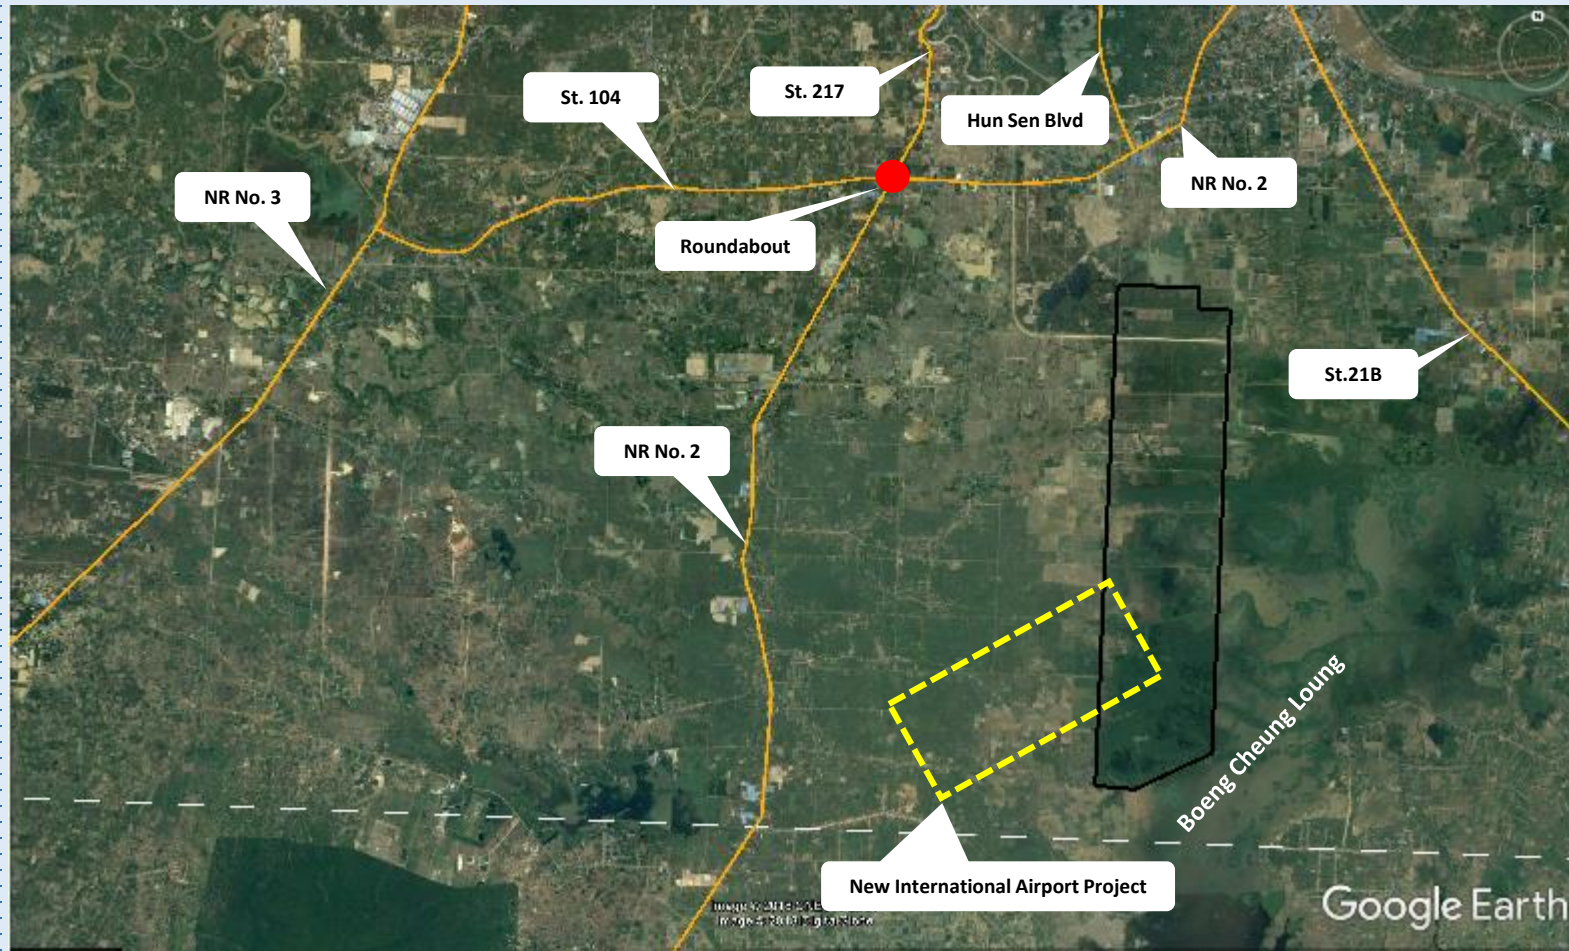 N
St. 104
St. 217
Hun Sen Blvd
NR No. 3
NR No. 2
Roundabout
St.21B
NR No. 2
Boeng Cheung Loung
New International Airport Project
Google Earth